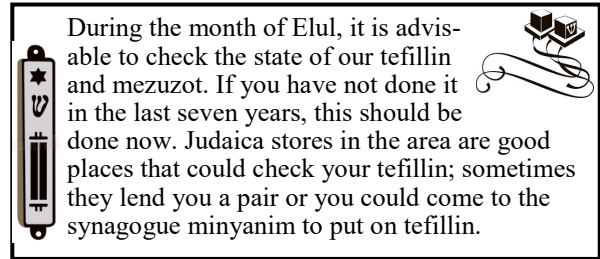 During the month of Elul, it is advis-
able to check the state of our tefillin
and mezuzot. If you have not done it
in the last seven years, this should be
done now. Judaica stores in the area are good
places that could check your tefillin; sometimes
they lend you a pair or you could come to the
synagogue minyanim to put on tefillin.
ש
ש